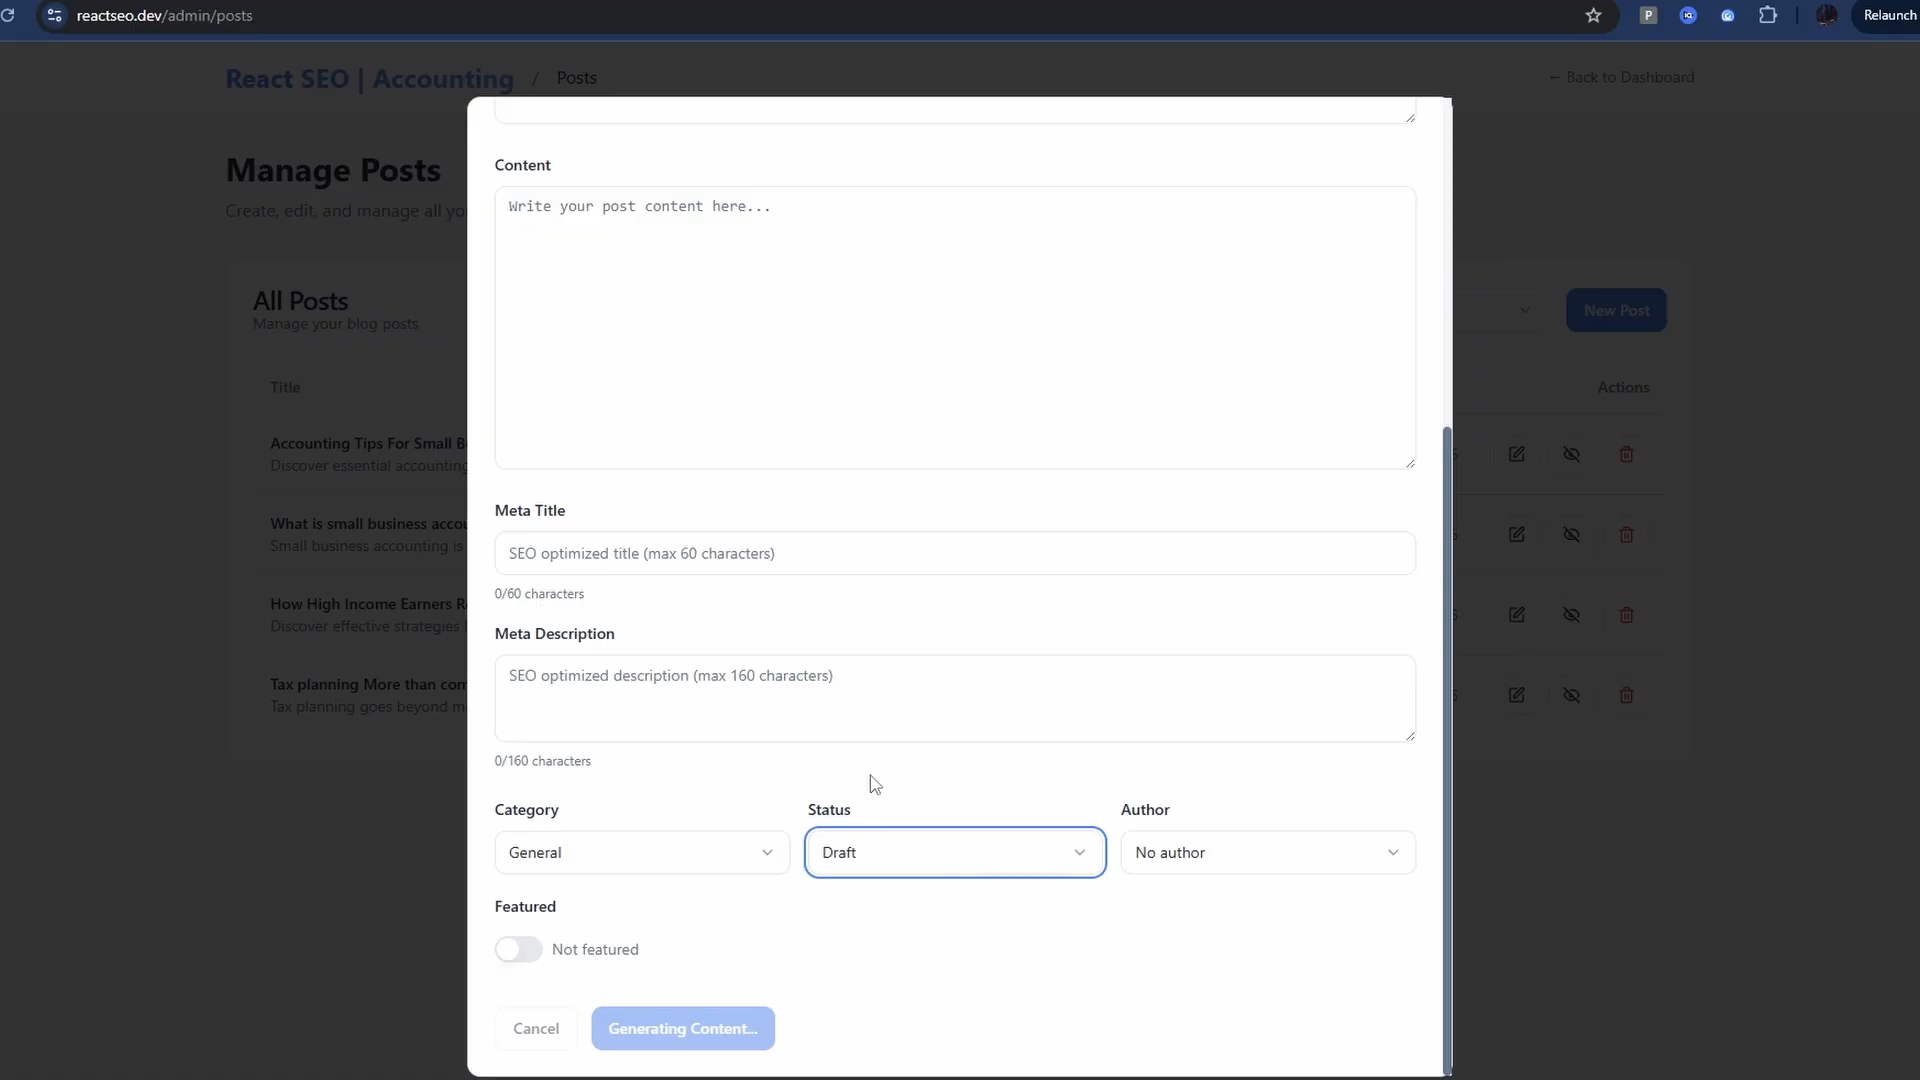 reactseo.dev/admin/posts
P
Relaunch
React SEO | Accounting / Posts
← Back to Dashboard
Manage Posts
Create, edit, and manage all yo
All Posts
Manage your blog posts
New Post
Title
Actions
Accounting Tips For Small B
Discover essential accounting
What is small business accou
Small business accounting is
How High Income Earners R
Discover effective strategies
Tax planning More than com
Tax planning goes beyond m
Content
Write your post content here...
Meta Title
SEO optimized title (max 60 characters)
0/60 characters
Meta Description
SEO optimized description (max 160 characters)
0/160 characters
Category
Status
Author
General
Draft
No author
Featured
Not featured
Cancel
Generating Content...